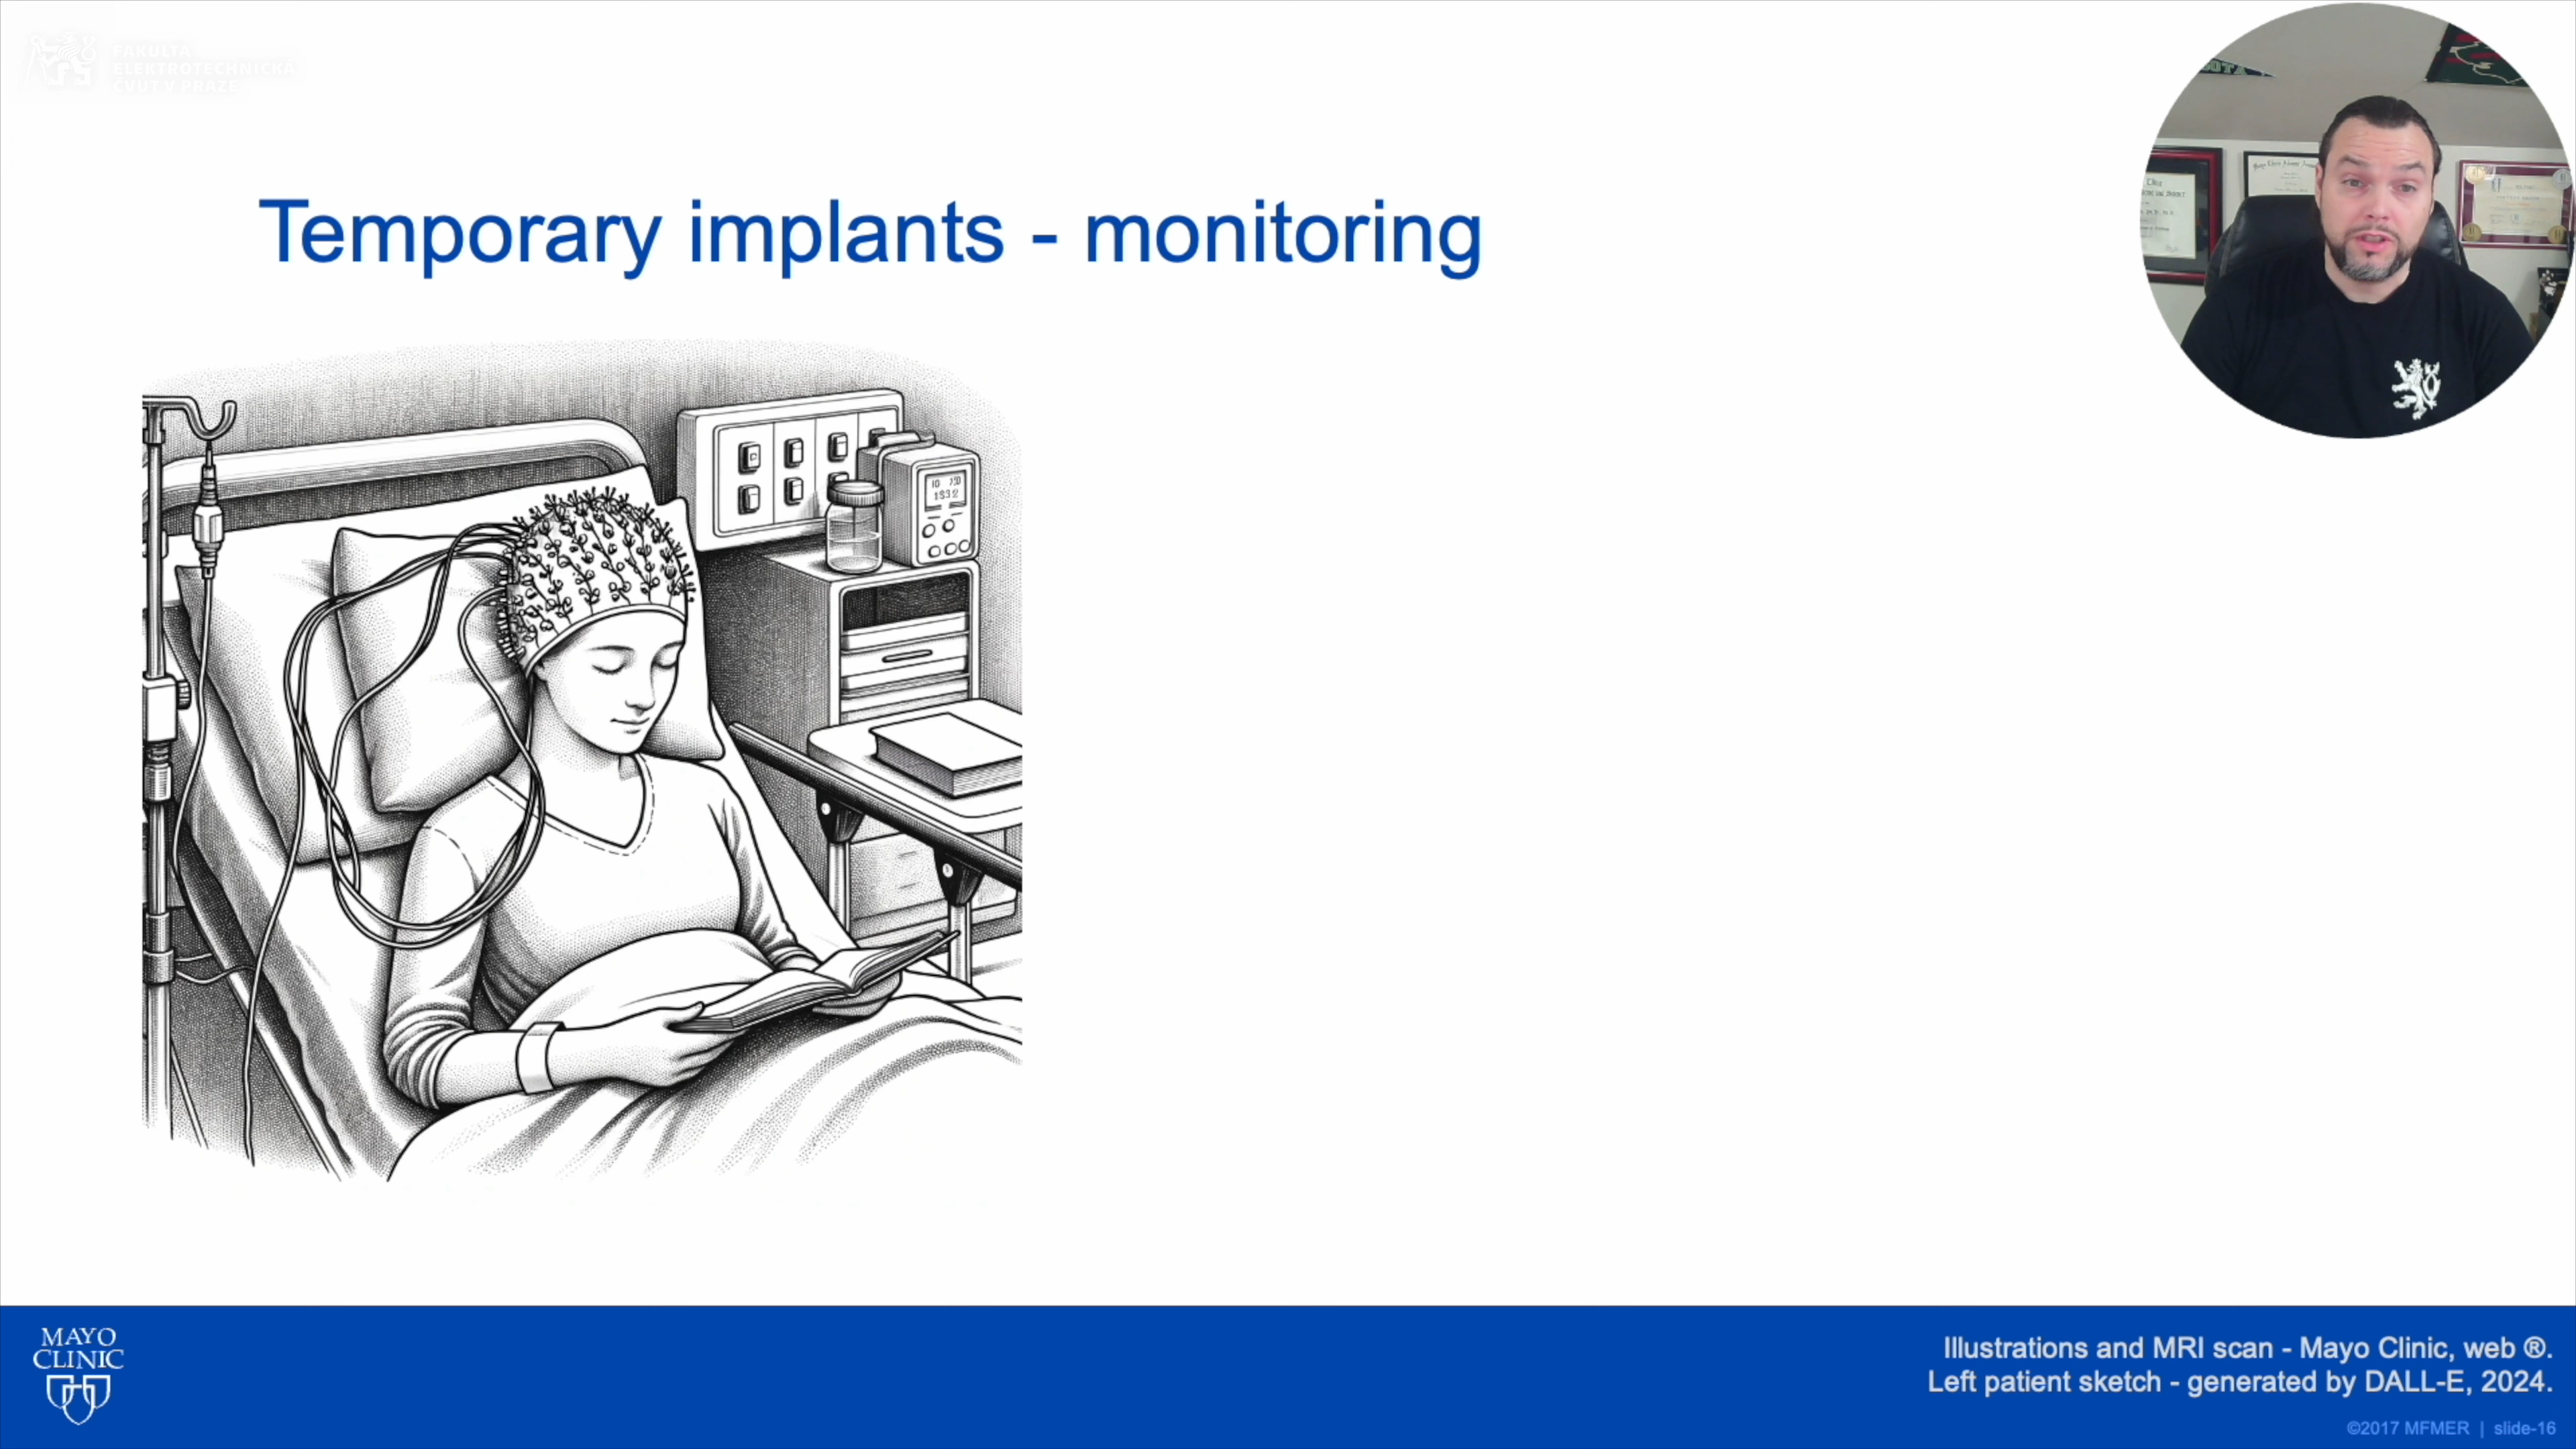 FAKULTA
ELEKTROTECHNICKÁ
ČVUT V PRAZE
Temporary implants - monitoring
MAYO
CLINIC
Illustrations and MRI scan - Mayo Clinic, web ®.
Left patient sketch - generated by DALL-E, 2024.
©2017 MFMER | slide-16